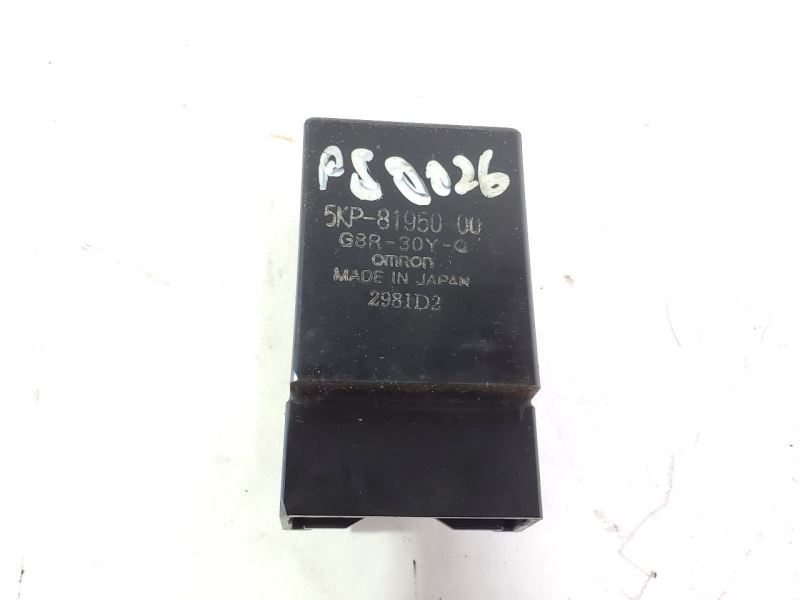 PS0026
5KP-81950-00
G8R-30Y-Q
omron
MADE IN JAPAN
2981D2